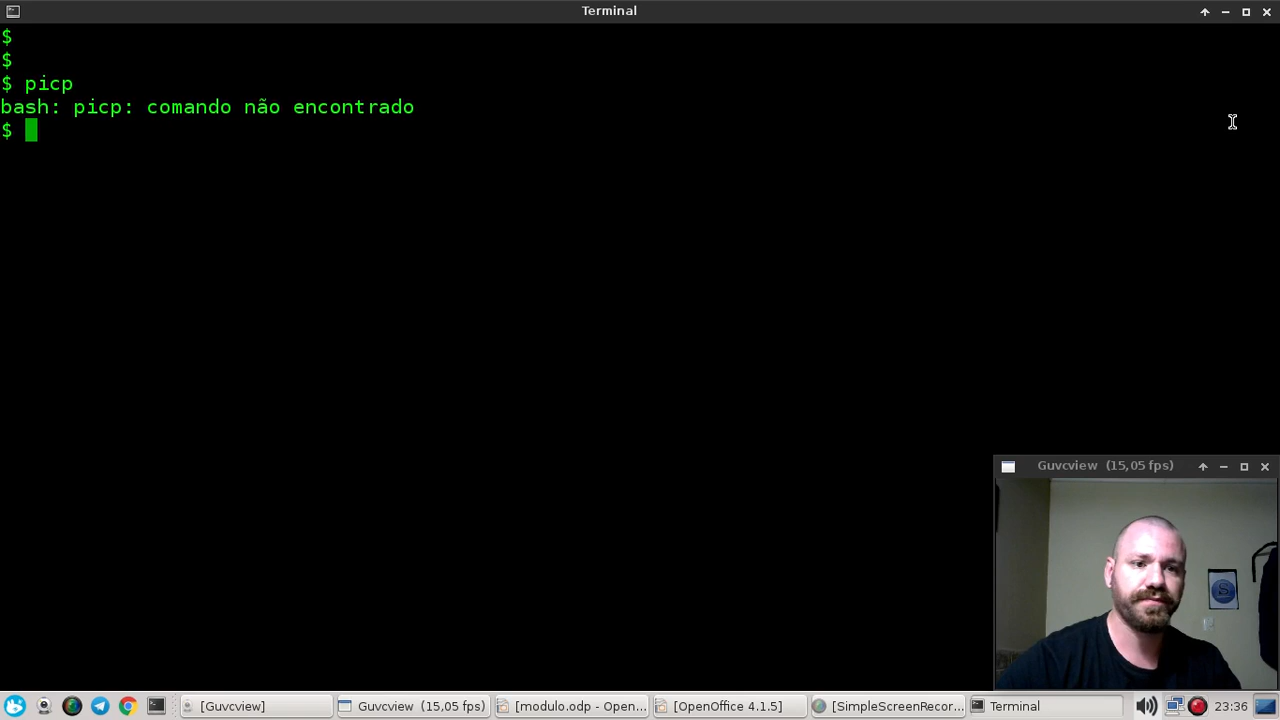 Terminal
$
$
$ picp
bash: picp: comando não encontrado
$
Guvcview (15,05 fps)
[Guvcview]
Guvcview (15,05 fps)
[modulo.odp - Open...
[OpenOffice 4.1.5]
[SimpleScreenRecor...
Terminal
23:36